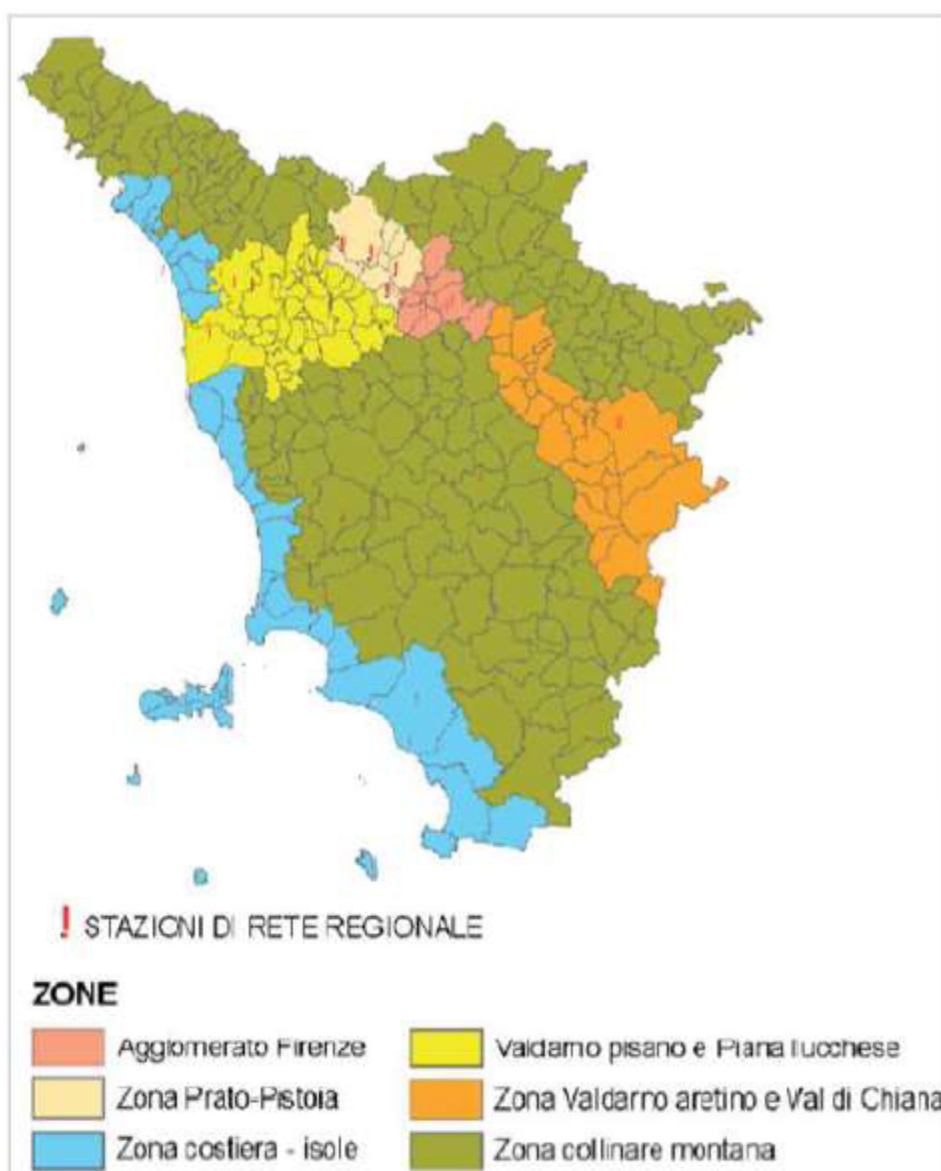 ! STAZIONI DI RETE REGIONALE
ZONE
Agglomerato Firenze
Valdarno pisano e Piana lucchese
Zona Prato-Pistoia
Zona Valdarno aretino e Val di Chiana
Zona costiera - isole
Zona collinare montana